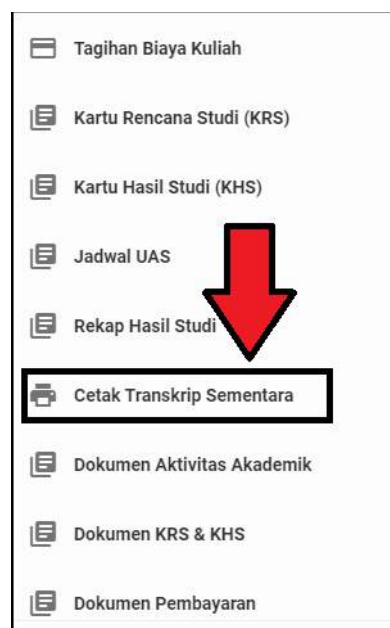 Tagihan Biaya Kuliah
Kartu Rencana Studi (KRS)
Kartu Hasil Studi (KHS)
Jadwal UAS
Rekap Hasil Studi
Cetak Transkrip Sementara
Dokumen Aktivitas Akademik
Dokumen KRS & KHS
Dokumen Pembayaran